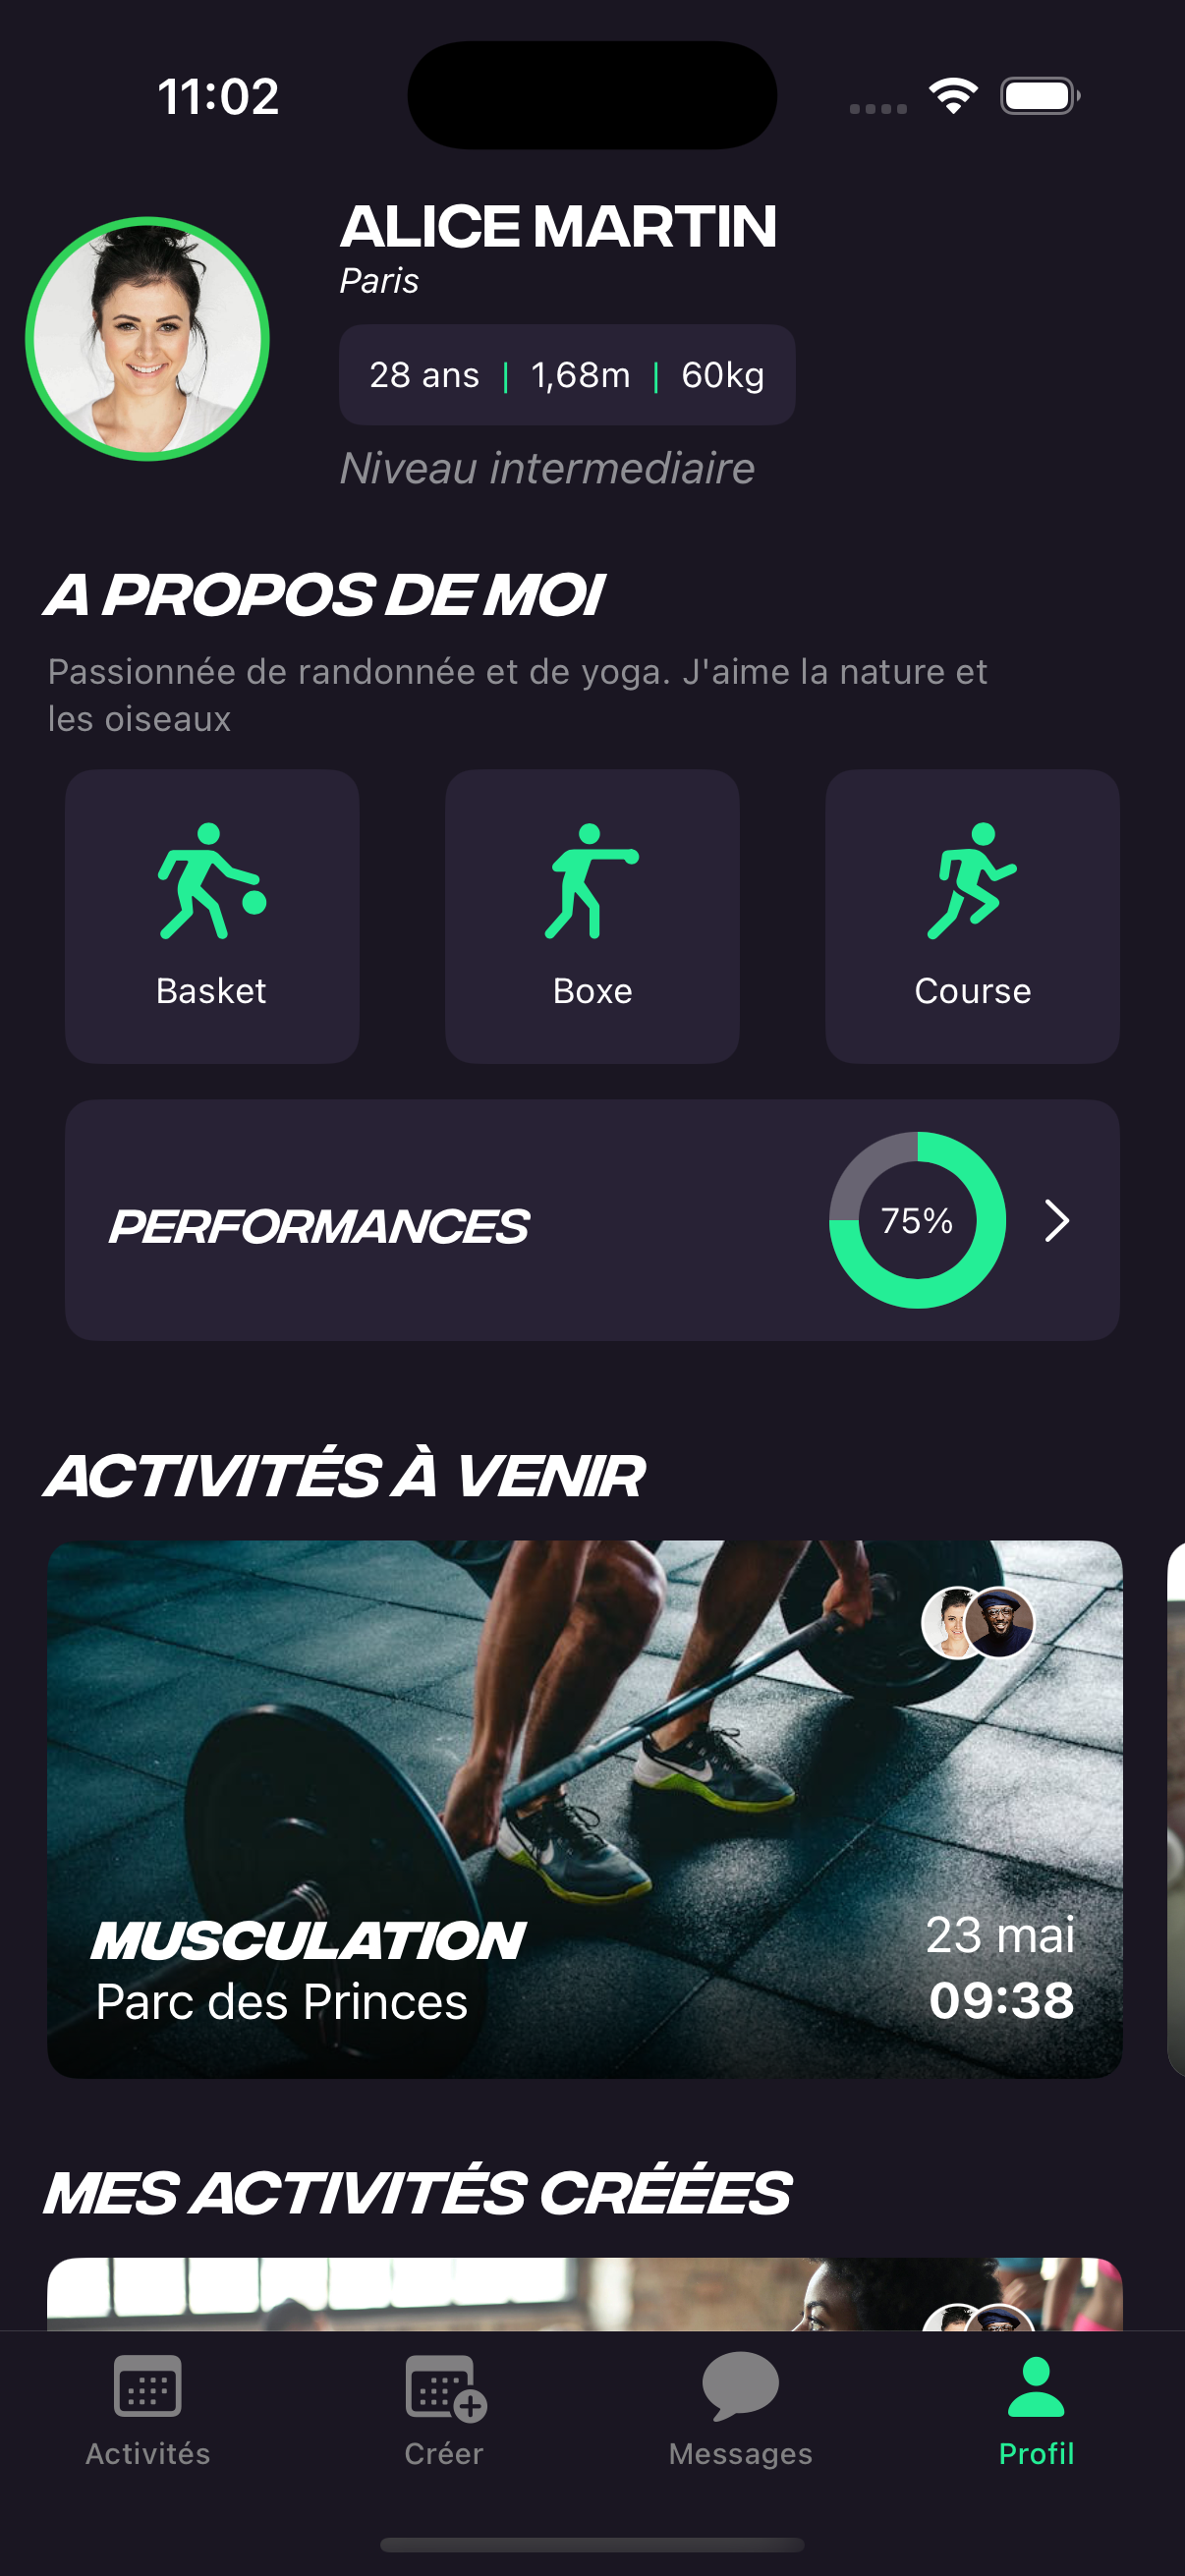 11:02
ALICE MARTIN
Paris
28 ans | 1,68m | 60kg
Niveau intermediaire
A PROPOS DE MOI
Passionnée de randonnée et de yoga. J'aime la nature et
les oiseaux
Basket
Boxe
Course
PERFORMANCES
75%
ACTIVITÉS À VENIR
MUSCULATION
23 mai
Parc des Princes
09:38
MES ACTIVITÉS CRÉÉES
Activités
Créer
Messages
Profil